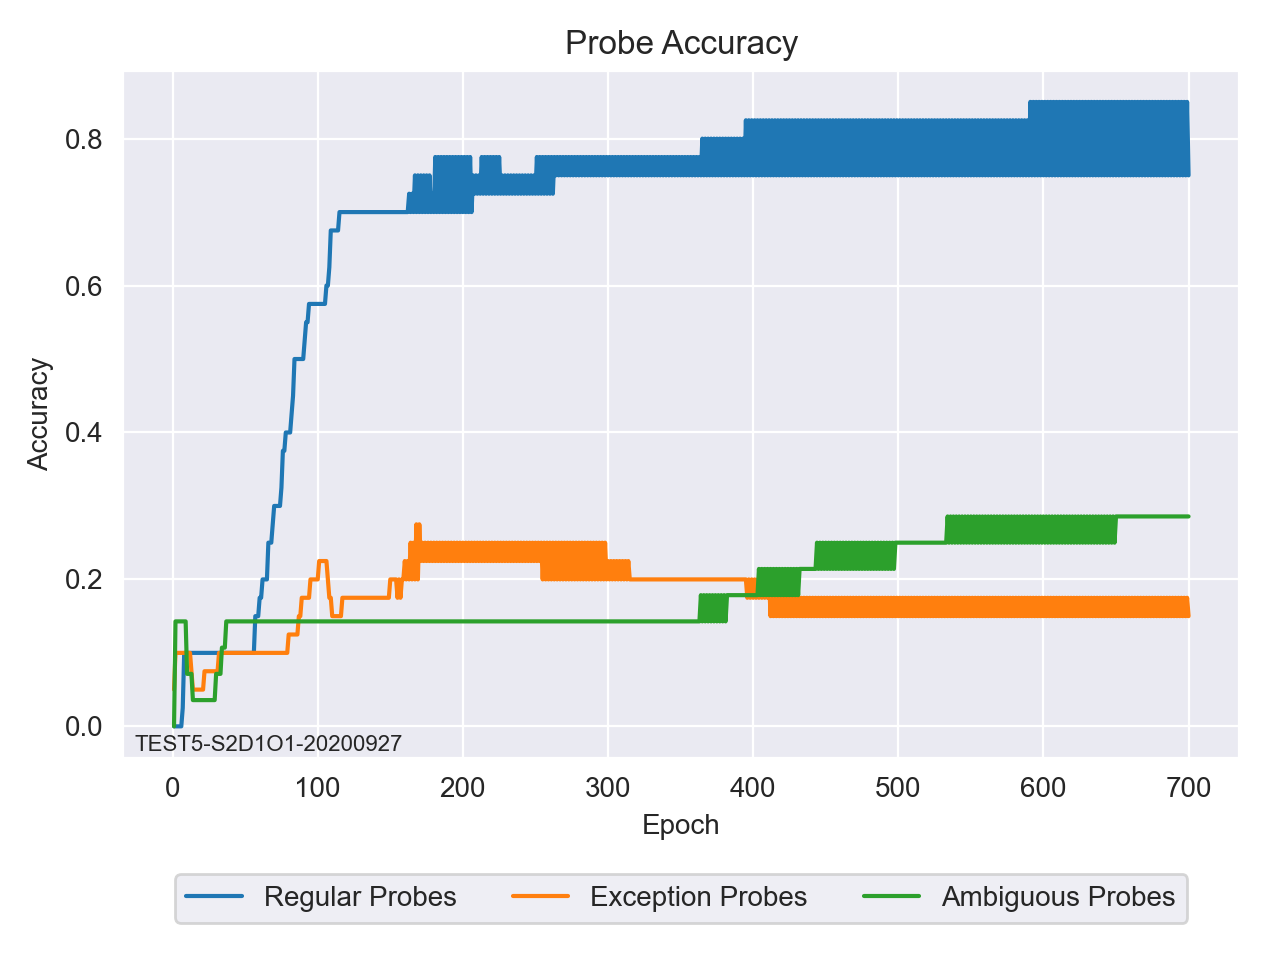 Probe Accuracy
Accuracy
0.8
0.6
0.4
0.2
0.0
TEST5-S2D1O1-20200927
0 100 200 300 400 500 600 700
Epoch
Regular Probes Exception Probes Ambiguous Probes